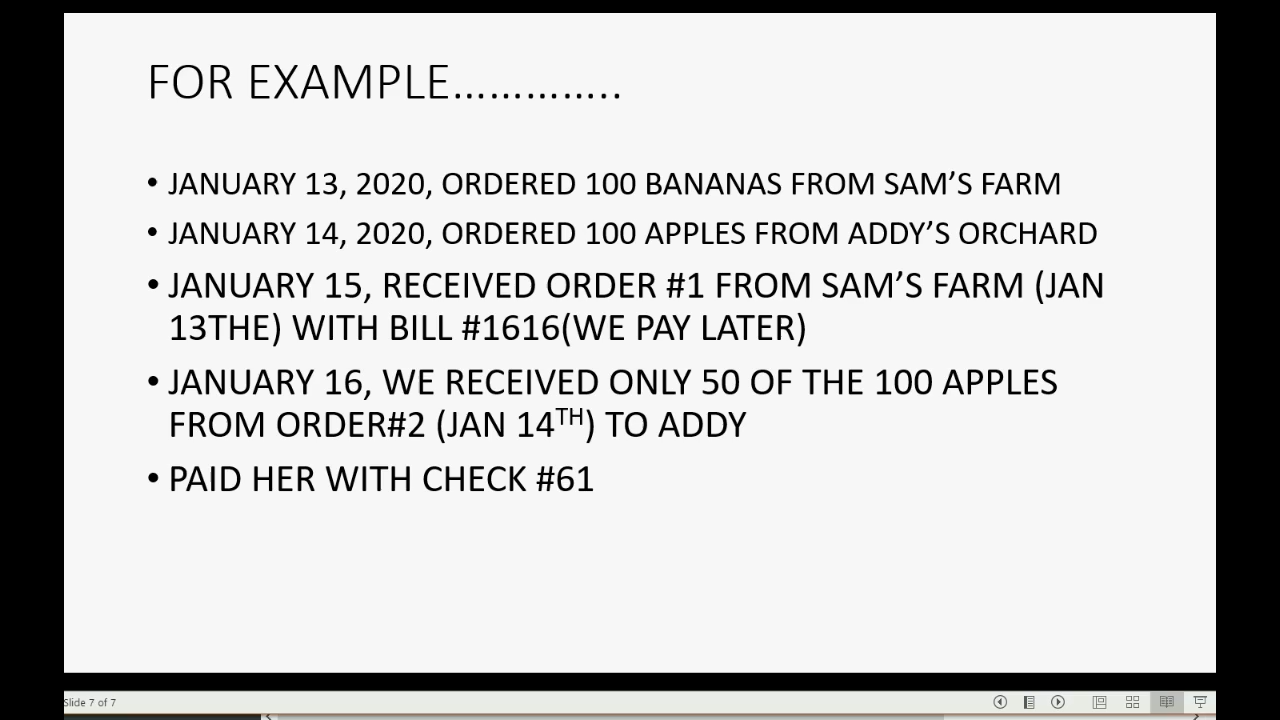 FOR EXAMPLE…………..
• JANUARY 13, 2020, ORDERED 100 BANANAS FROM SAM’S FARM
• JANUARY 14, 2020, ORDERED 100 APPLES FROM ADDY’S ORCHARD
• JANUARY 15, RECEIVED ORDER #1 FROM SAM’S FARM (JAN
13THE) WITH BILL #1616(WE PAY LATER)
• JANUARY 16, WE RECEIVED ONLY 50 OF THE 100 APPLES
FROM ORDER#2 (JAN 14TH) TO ADDY
• PAID HER WITH CHECK #61
Slide 7 of 7